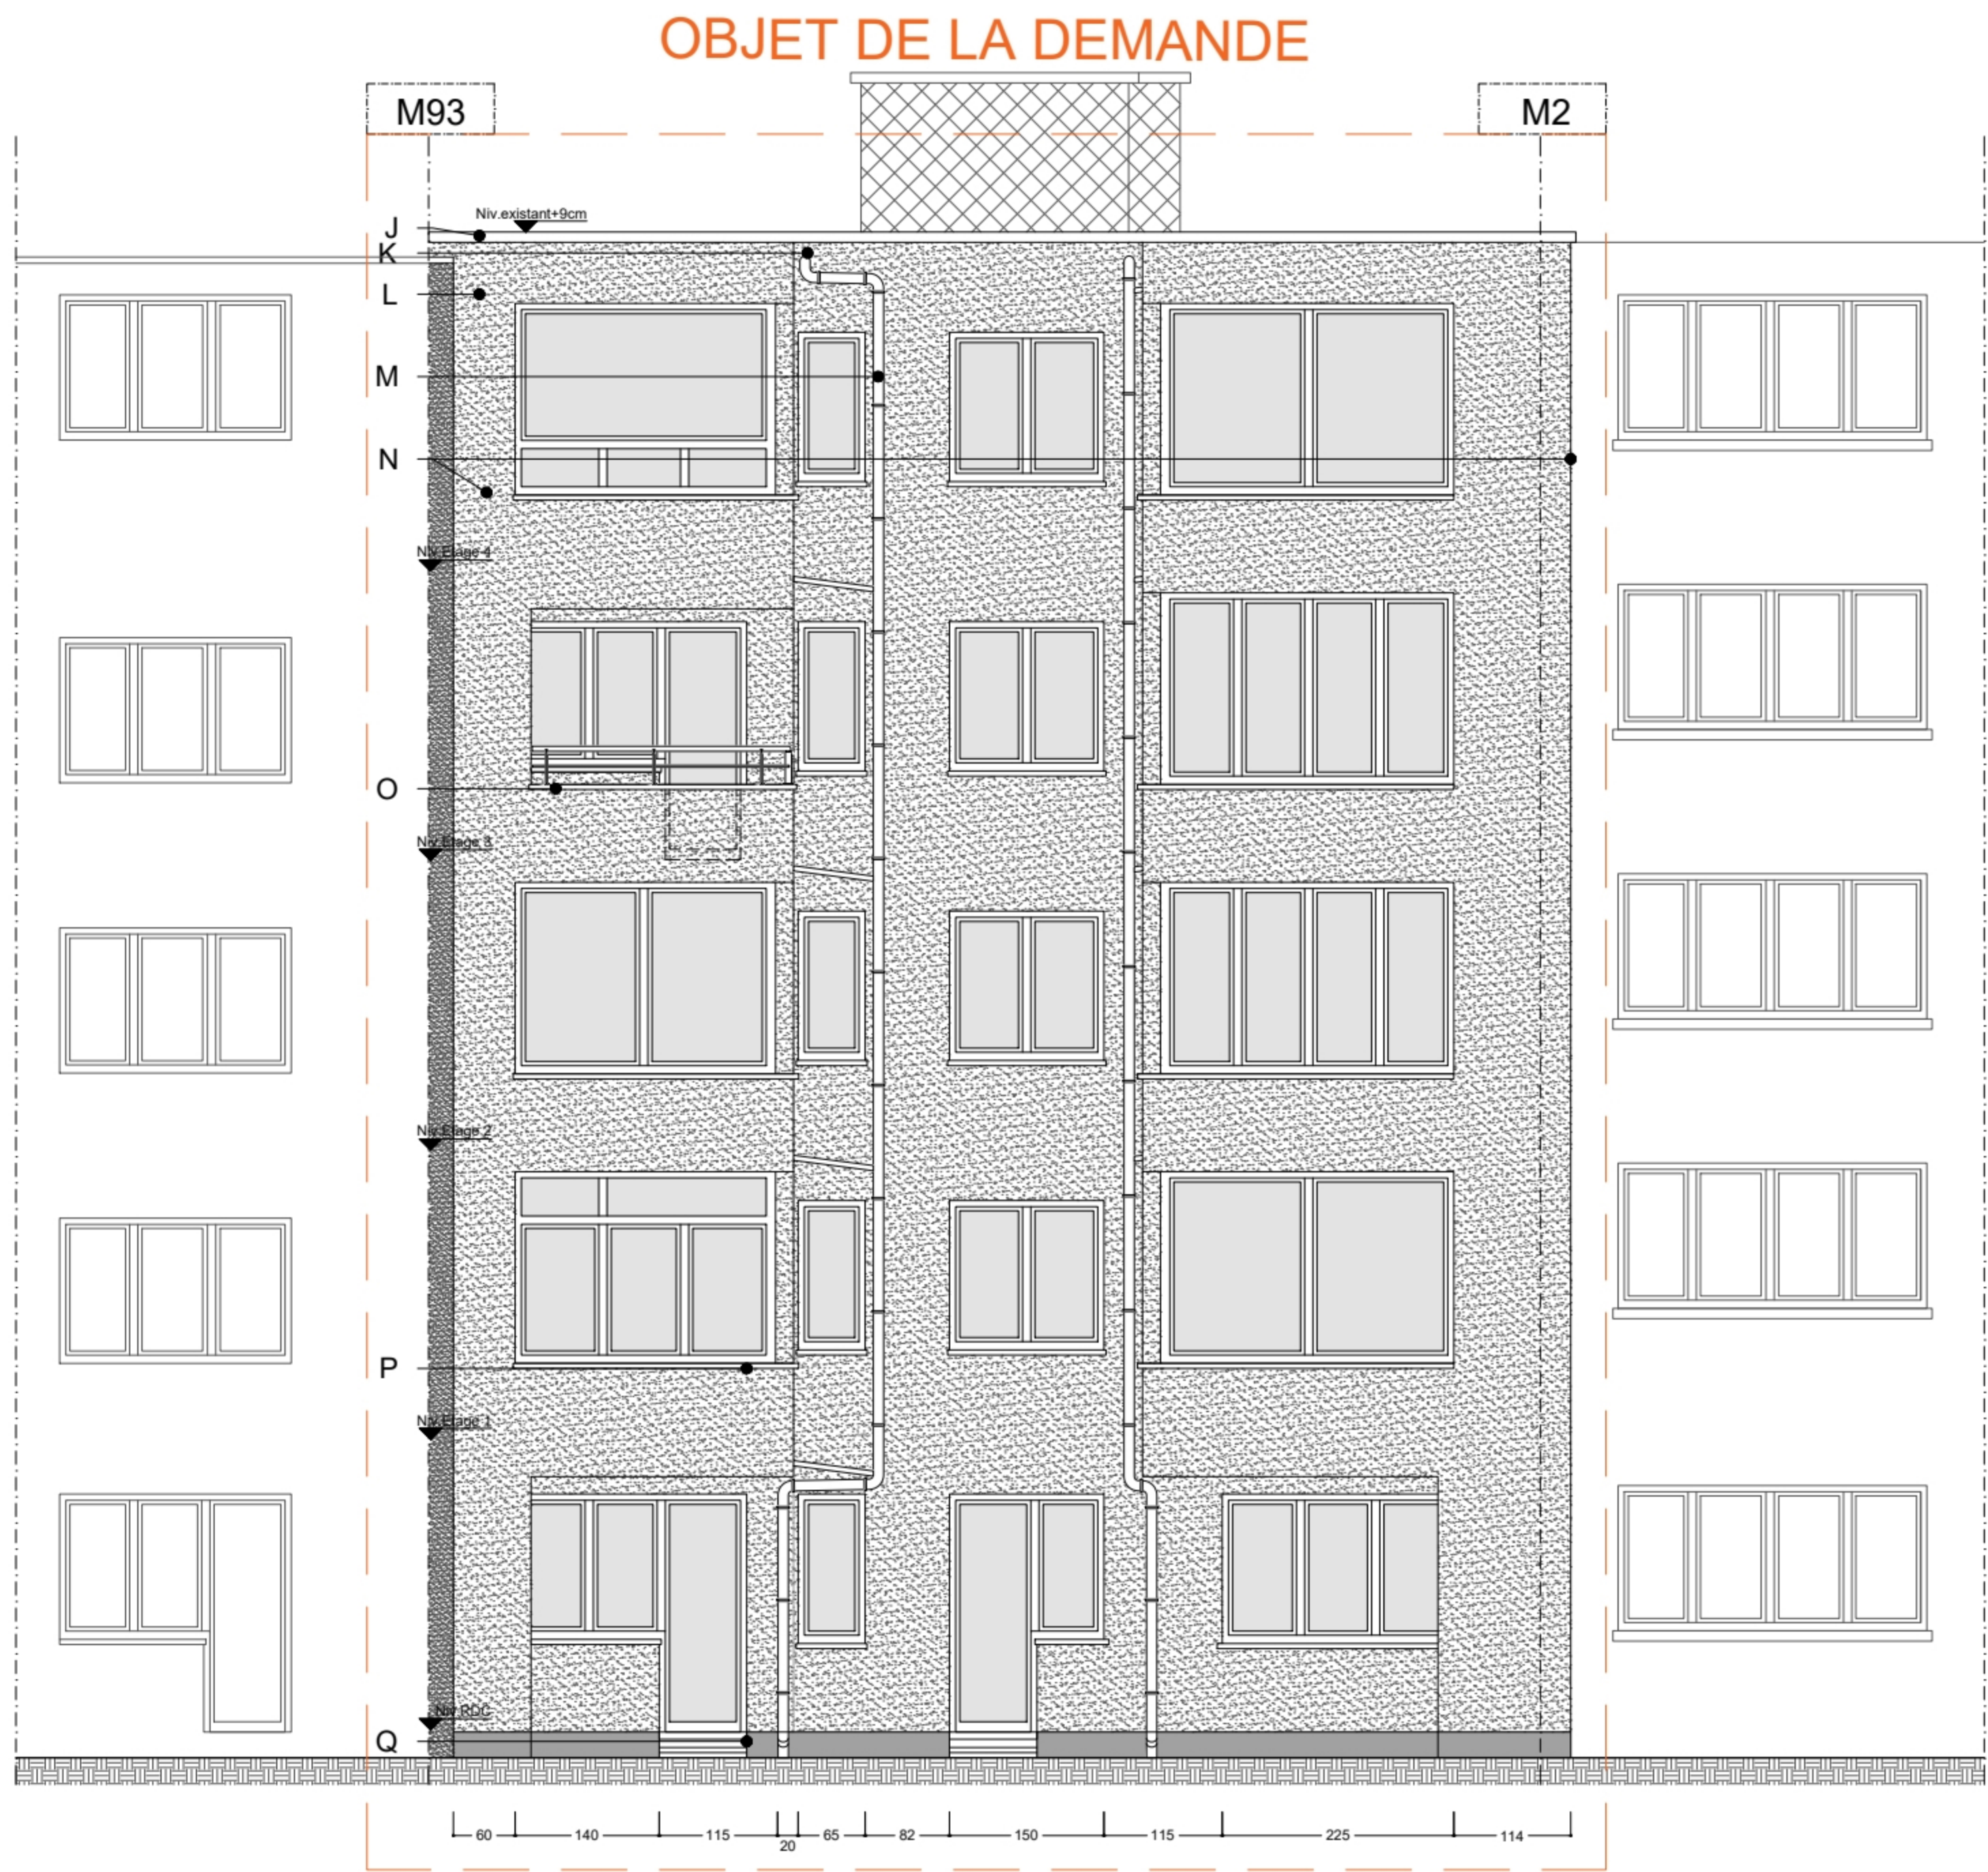 OBJET DE LA DEMANDE
M93
M2
Niv.existant+9cm
J
K
L
M
N
Niv.Etage 4
O
Niv.Etage 3
Niv.Etage 2
P
Niv.Etage 1
Niv.RDC
Q
60 140 115 20 65 82 150 115 225 114